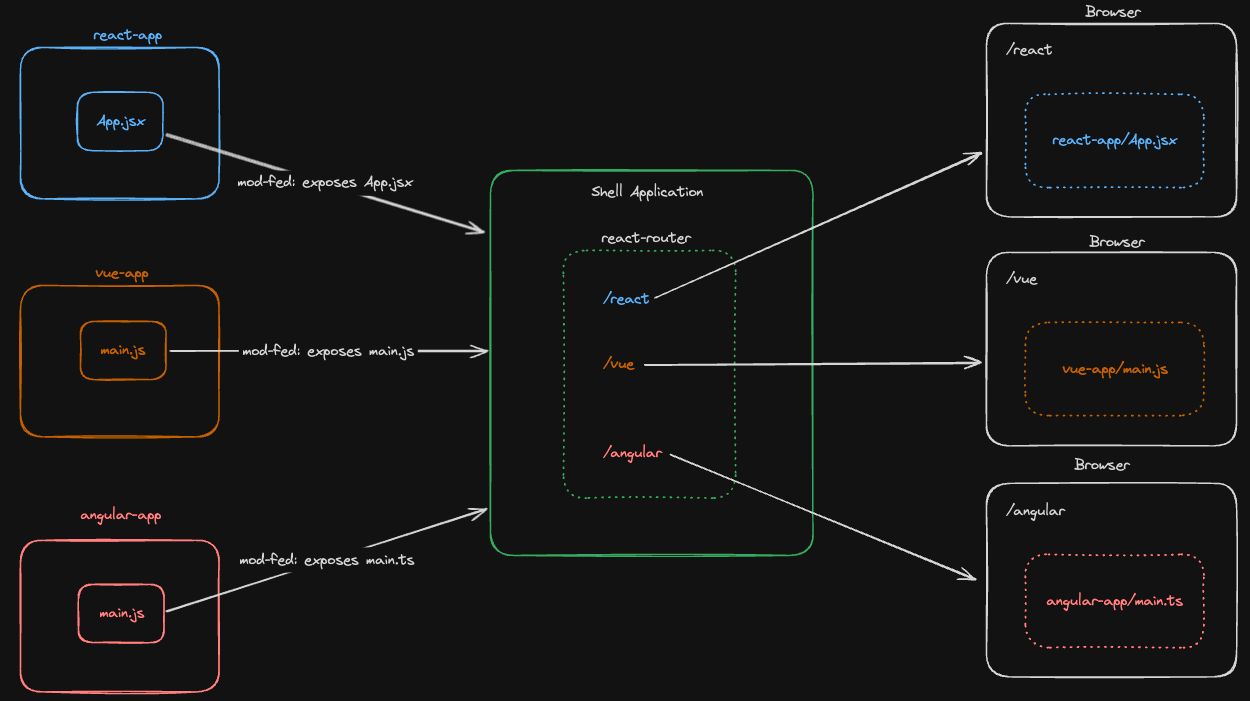 react-app
App.jsx
mod-fed: exposes App.jsx
vue-app
main.js
mod-fed: exposes main.js
angular-app
main.js
mod-fed: exposes main.ts
Shell Application
react-router
/react
/vue
/angular
Browser
/react
react-app/App.jsx
Browser
/vue
vue-app/main.js
Browser
/angular
angular-app/main.ts